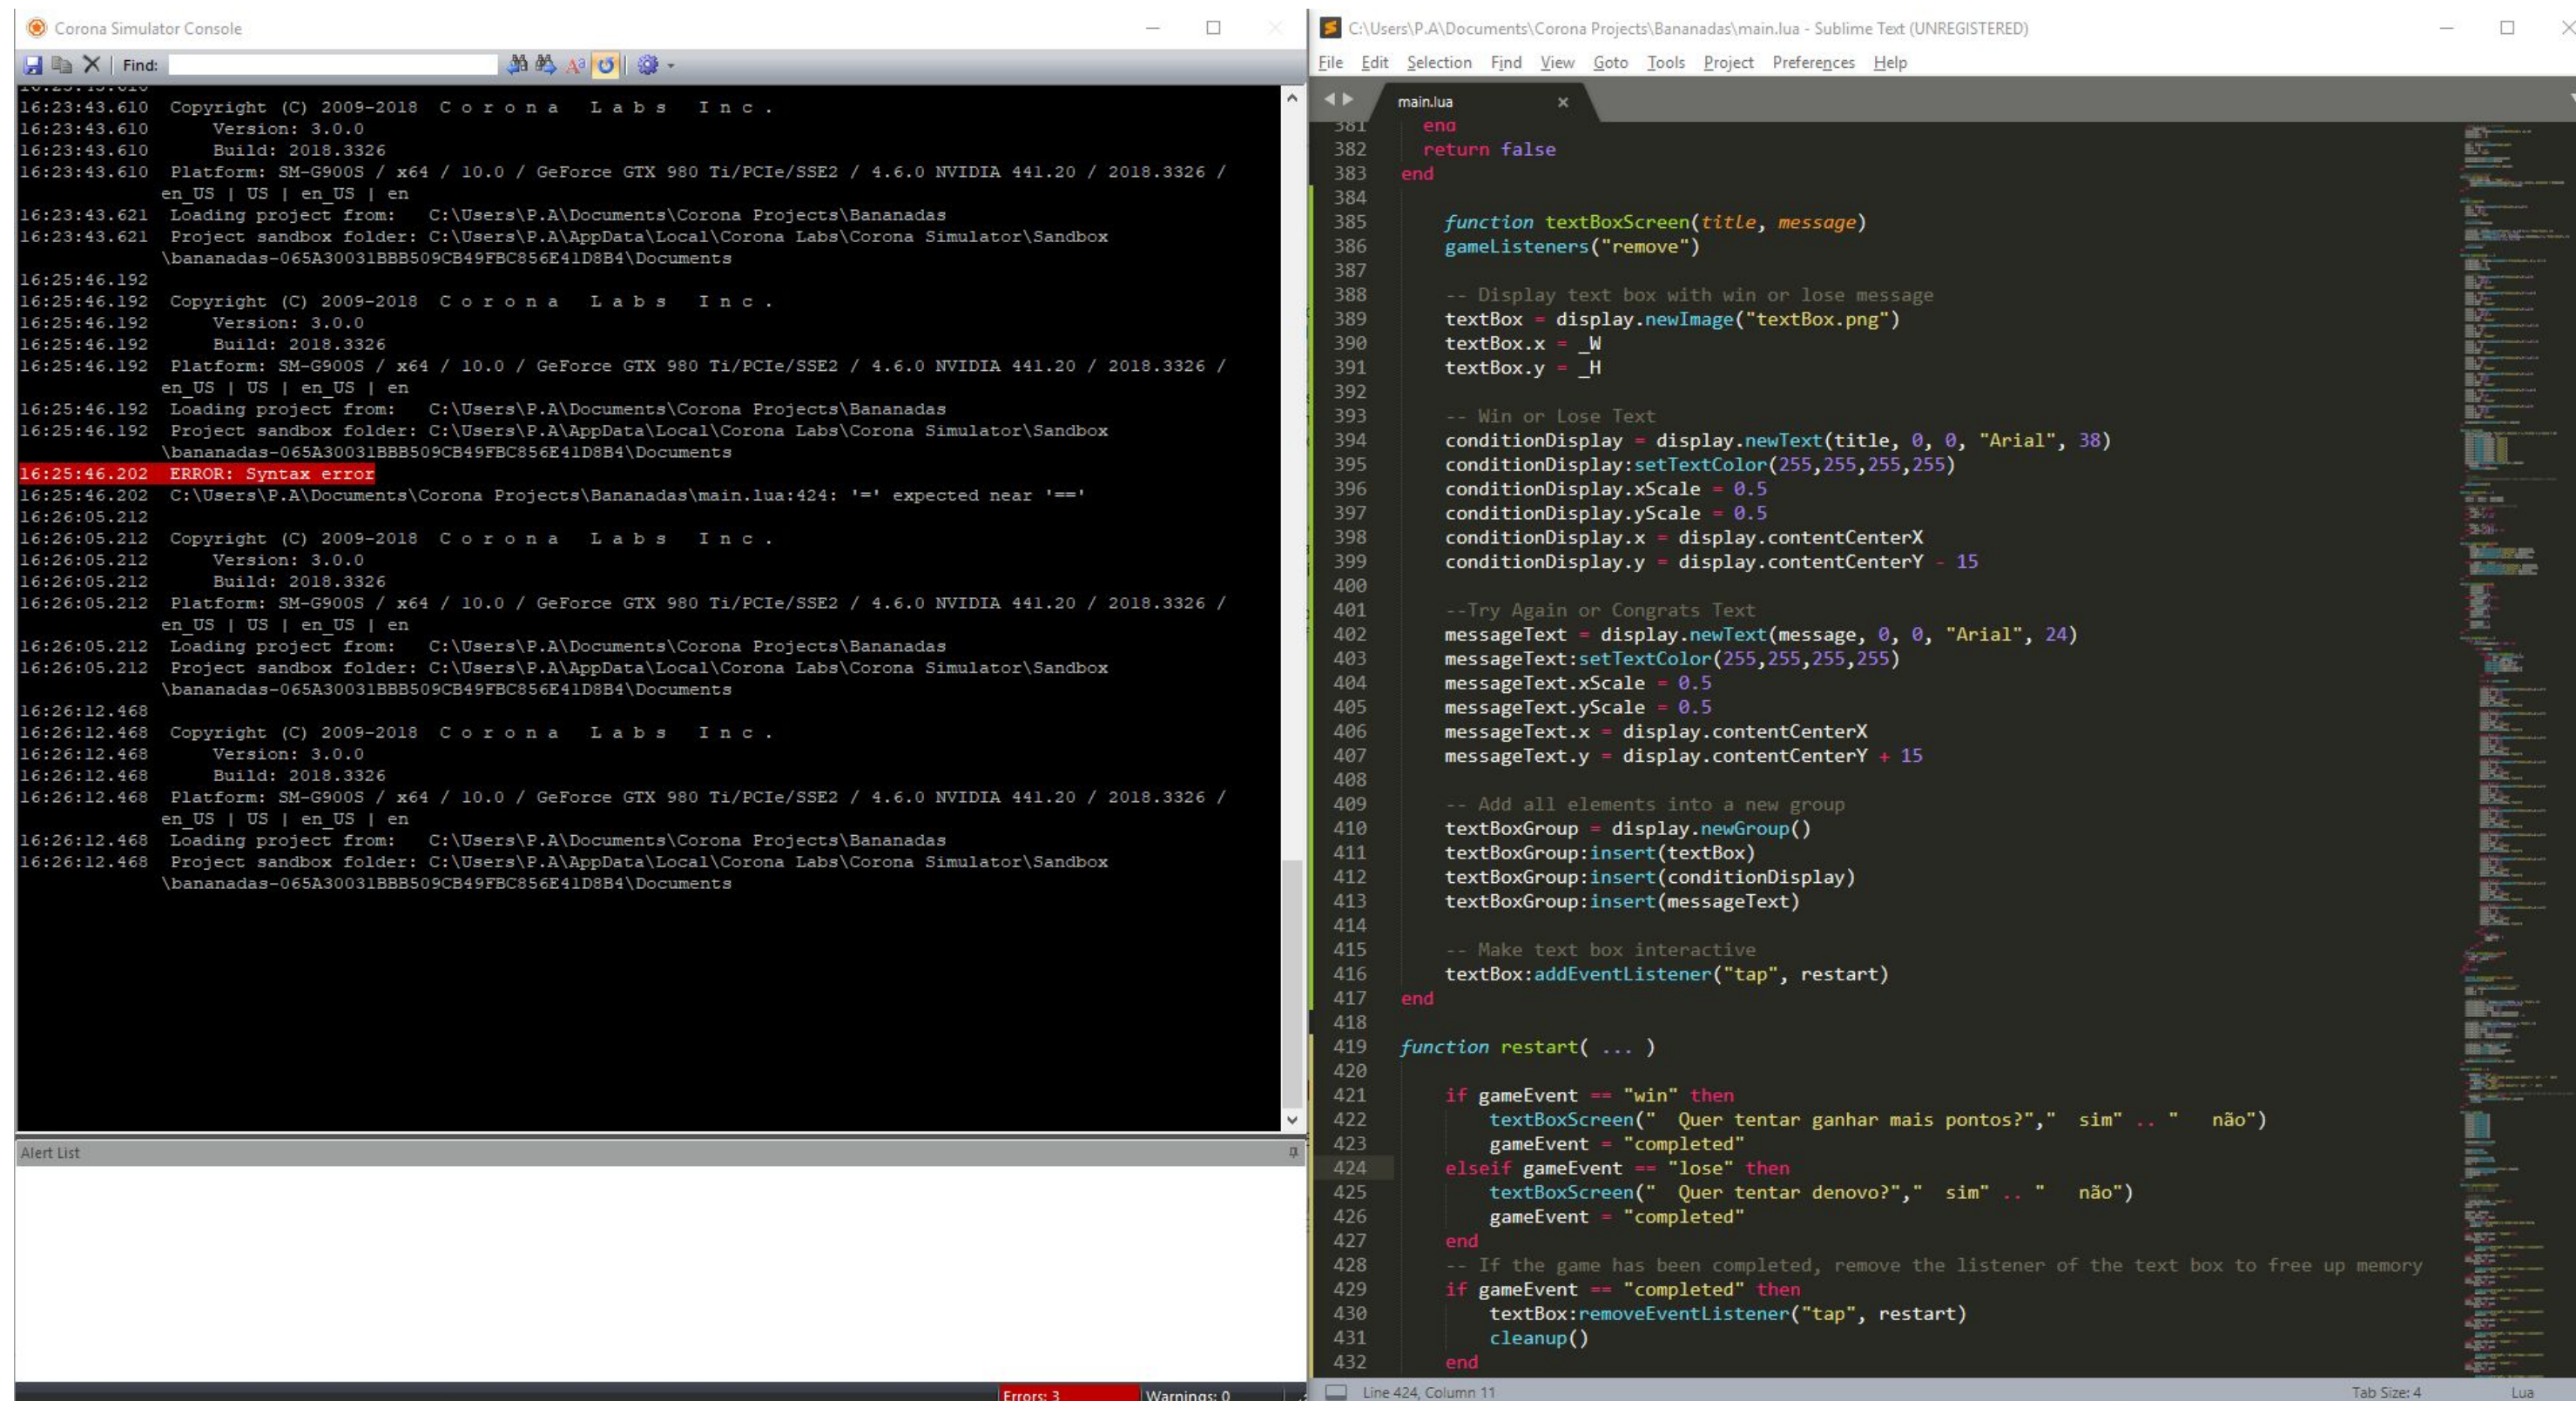 Corona Simulator Console
Find:
16:23:43.610 Copyright (C) 2009-2018 C o r o n a L a b s I n c .
16:23:43.610 Version: 3.0.0
16:23:43.610 Build: 2018.3326
16:23:43.610 Platform: SM-G900S / x64 / 10.0 / GeForce GTX 980 Ti/PCIe/SSE2 / 4.6.0 NVIDIA 441.20 / 2018.3326 /
en_US | US | en_US | en
16:23:43.621 Loading project from: C:\Users\P.A\Documents\Corona Projects\Bananadas
16:23:43.621 Project sandbox folder: C:\Users\P.A\AppData\Local\Corona Labs\Corona Simulator\Sandbox
\bananadas-065A30031BBB509CB49FBC856E41D8B4\Documents
16:25:46.192
16:25:46.192 Copyright (C) 2009-2018 C o r o n a L a b s I n c .
16:25:46.192 Version: 3.0.0
16:25:46.192 Build: 2018.3326
16:25:46.192 Platform: SM-G900S / x64 / 10.0 / GeForce GTX 980 Ti/PCIe/SSE2 / 4.6.0 NVIDIA 441.20 / 2018.3326 /
en_US | US | en_US | en
16:25:46.192 Loading project from: C:\Users\P.A\Documents\Corona Projects\Bananadas
16:25:46.192 Project sandbox folder: C:\Users\P.A\AppData\Local\Corona Labs\Corona Simulator\Sandbox
\bananadas-065A30031BBB509CB49FBC856E41D8B4\Documents
16:25:46.202 ERROR: Syntax error
16:25:46.202 C:\Users\P.A\Documents\Corona Projects\Bananadas\main.lua:424: '=' expected near '=='
16:26:05.212
16:26:05.212 Copyright (C) 2009-2018 C o r o n a L a b s I n c .
16:26:05.212 Version: 3.0.0
16:26:05.212 Build: 2018.3326
16:26:05.212 Platform: SM-G900S / x64 / 10.0 / GeForce GTX 980 Ti/PCIe/SSE2 / 4.6.0 NVIDIA 441.20 / 2018.3326 /
en_US | US | en_US | en
16:26:05.212 Loading project from: C:\Users\P.A\Documents\Corona Projects\Bananadas
16:26:05.212 Project sandbox folder: C:\Users\P.A\AppData\Local\Corona Labs\Corona Simulator\Sandbox
\bananadas-065A30031BBB509CB49FBC856E41D8B4\Documents
16:26:12.468
16:26:12.468 Copyright (C) 2009-2018 C o r o n a L a b s I n c .
16:26:12.468 Version: 3.0.0
16:26:12.468 Build: 2018.3326
16:26:12.468 Platform: SM-G900S / x64 / 10.0 / GeForce GTX 980 Ti/PCIe/SSE2 / 4.6.0 NVIDIA 441.20 / 2018.3326 /
en_US | US | en_US | en
16:26:12.468 Loading project from: C:\Users\P.A\Documents\Corona Projects\Bananadas
16:26:12.468 Project sandbox folder: C:\Users\P.A\AppData\Local\Corona Labs\Corona Simulator\Sandbox
\bananadas-065A30031BBB509CB49FBC856E41D8B4\Documents
Alert List
Errors: 3 Warnings: 0
C:\Users\P.A\Documents\Corona Projects\Bananadas\main.lua - Sublime Text (UNREGISTERED)
File Edit Selection Find View Goto Tools Project Preferences Help
main.lua
381 end
382 return false
383 end
384
385 function textBoxScreen(title, message)
386 gameListeners("remove")
387
388 -- Display text box with win or lose message
389 textBox = display.newImage("textBox.png")
390 textBox.x = _W
391 textBox.y = _H
392
393 -- Win or Lose Text
394 conditionDisplay = display.newText(title, 0, 0, "Arial", 38)
395 conditionDisplay:setTextColor(255,255,255,255)
396 conditionDisplay.xScale = 0.5
397 conditionDisplay.yScale = 0.5
398 conditionDisplay.x = display.contentCenterX
399 conditionDisplay.y = display.contentCenterY - 15
400
401 --Try Again or Congrats Text
402 messageText = display.newText(message, 0, 0, "Arial", 24)
403 messageText:setTextColor(255,255,255,255)
404 messageText.xScale = 0.5
405 messageText.yScale = 0.5
406 messageText.x = display.contentCenterX
407 messageText.y = display.contentCenterY + 15
408
409 -- Add all elements into a new group
410 textBoxGroup = display.newGroup()
411 textBoxGroup:insert(textBox)
412 textBoxGroup:insert(conditionDisplay)
413 textBoxGroup:insert(messageText)
414
415 -- Make text box interactive
416 textBox:addEventListener("tap", restart)
417 end
418
419 function restart( ... )
420
421 if gameEvent == "win" then
422 textBoxScreen("  Quer tentar ganhar mais pontos?","  sim" .. "   não")
423 gameEvent = "completed"
424 elseif gameEvent == "lose" then
425 textBoxScreen("  Quer tentar denovo?","  sim" .. "   não")
426 gameEvent = "completed"
427 end
428 -- If the game has been completed, remove the listener of the text box to free up memory
429 if gameEvent == "completed" then
430 textBox:removeEventListener("tap", restart)
431 cleanup()
432 end
Line 424, Column 11 Tab Size: 4 Lua